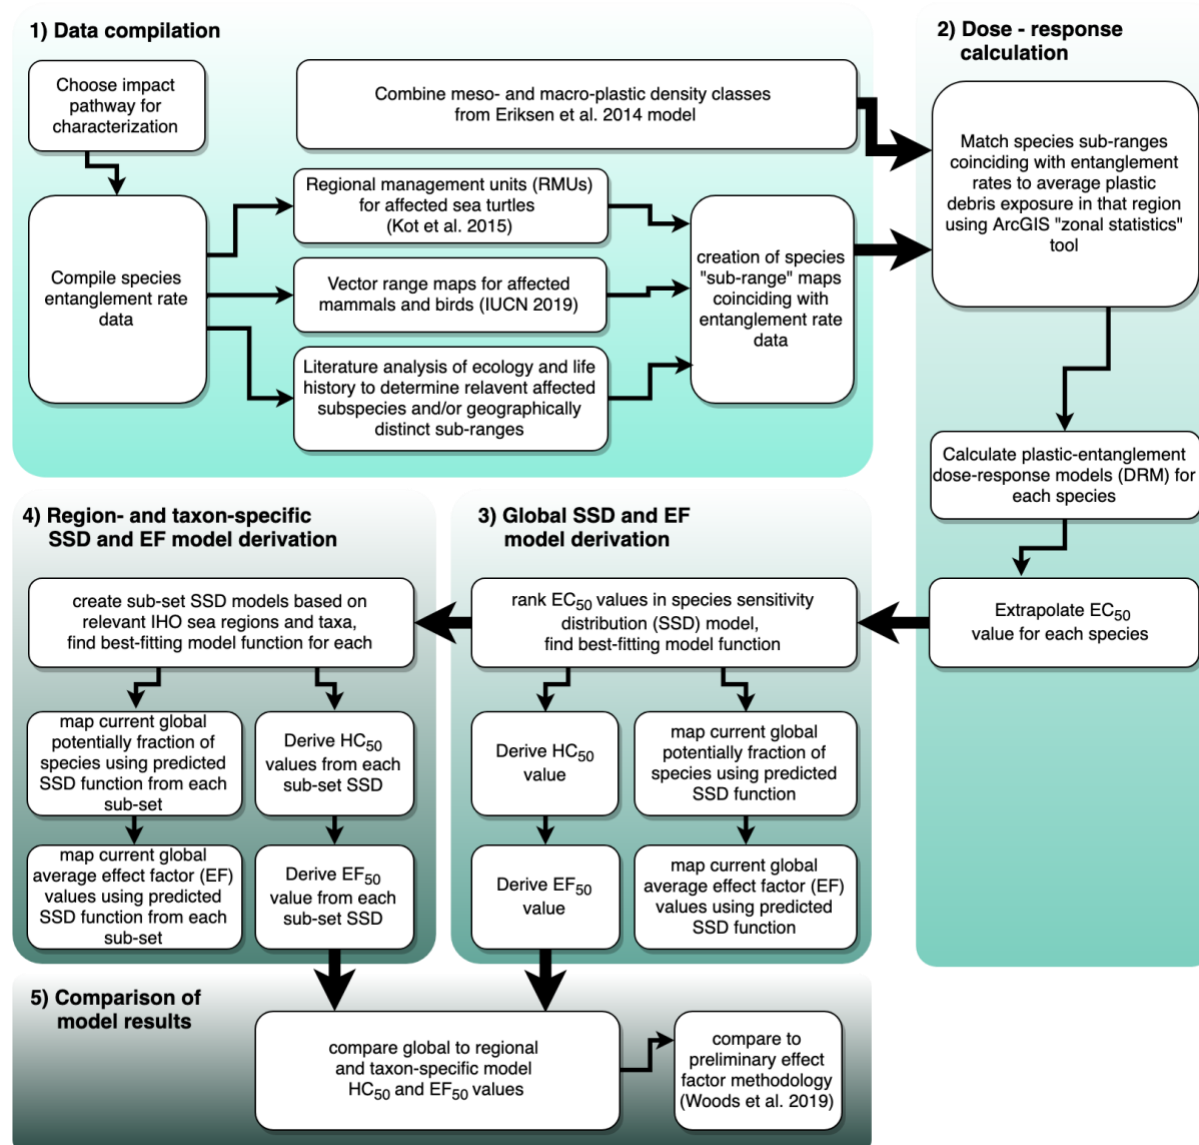 1) Data compilation
Choose impact
pathway for
characterization
Combine meso- and macro-plastic density classes
from Eriksen et al. 2014 model
Compile species
entanglement rate
data
Regional management units (RMUs)
for affected sea turtles
(Kot et al. 2015)
Vector range maps for affected
mammals and birds (IUCN 2019)
Literature analysis of ecology and life
history to determine relavent affected
subspecies and/or geographically
distinct sub-ranges
creation of species
"sub-range" maps
coinciding with
entanglement rate
data
2) Dose - response
calculation
Match species sub-ranges
coinciding with entanglement
rates to average plastic
debris exposure in that region
using ArcGIS "zonal statistics"
tool
Calculate plastic-entanglement
dose-response models (DRM) for
each species
Extrapolate EC50
value for each species
3) Global SSD and EF
model derivation
rank EC50 values in species sensitivity
distribution (SSD) model,
find best-fitting model function
Derive HC50
value
Derive EF50
value
map current global
potentially fraction of
species using predicted
SSD function
map current global
average effect factor (EF)
values using predicted
SSD function
4) Region- and taxon-specific
SSD and EF model derivation
create sub-set SSD models based on
relevant IHO sea regions and taxa,
find best-fitting model function for each
map current global
potentially fraction of
species using predicted
SSD function from each
sub-set
map current global
average effect factor (EF)
values using predicted
SSD function from each
sub-set
Derive HC50
values from each
sub-set SSD
Derive EF50
value from each
sub-set SSD
5) Comparison of
model results
compare global to regional
and taxon-specific model
HC50 and EF50 values
compare to
preliminary effect
factor methodology
(Woods et al. 2019)